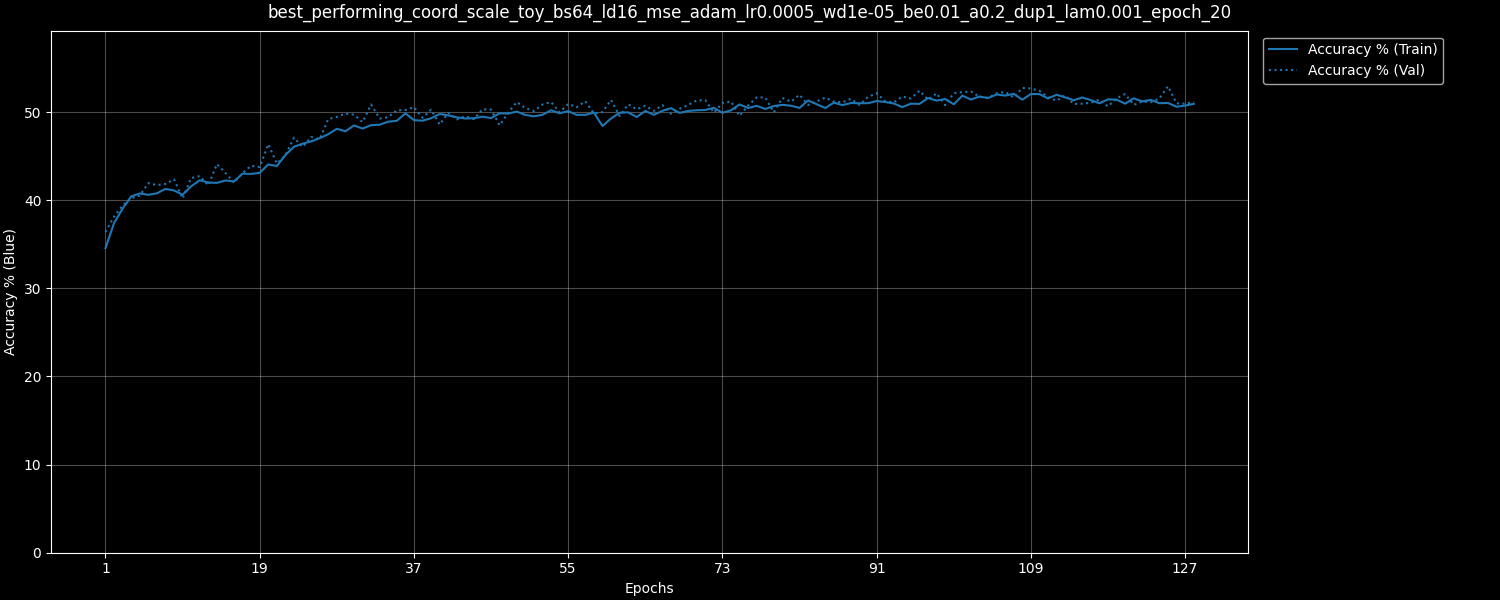 best_performing_coord_scale_toy_bs64_ld16_mse_adam_lr0.0005_wd1e-05_be0.01_a0.2_dup1_lam0.001_epoch_20
Accuracy % (Train)
Accuracy % (Val)
Accuracy % (Blue)
50
40
30
20
10
0
1 19 37 55 73 91 109 127
Epochs